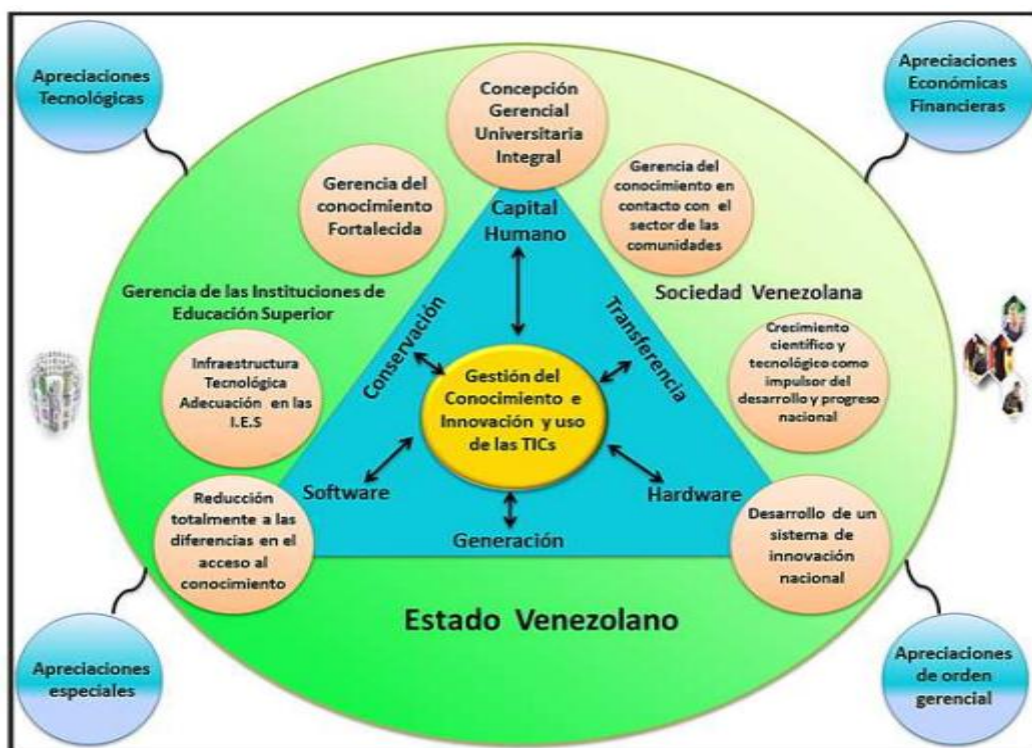 Apreciaciones
Tecnológicas
Apreciaciones
Económicas
Financieras
Concepción
Gerencial
Universitaria
Integral
Gerencia del
conocimiento
Fortalecida
Gerencia del
conocimiento en
contacto con el
sector de las
comunidades
Capital
Humano
Gerencia de las Instituciones de
Educación Superior
Sociedad Venezolana
Conservación
Transferencia
Infraestructura
Tecnológica
Adecuación en las
I.E.S
Gestión del
Conocimiento e
Innovación y uso
de las TICs
Crecimiento
científico y
tecnológico como
impulsor del
desarrollo y progreso
nacional
Software
Hardware
Generación
Reducción
totalmente a las
diferencias en el
acceso al
conocimiento
Desarrollo de un
sistema de
innovación
nacional
Estado Venezolano
Apreciaciones
especiales
Apreciaciones
de orden
gerencial